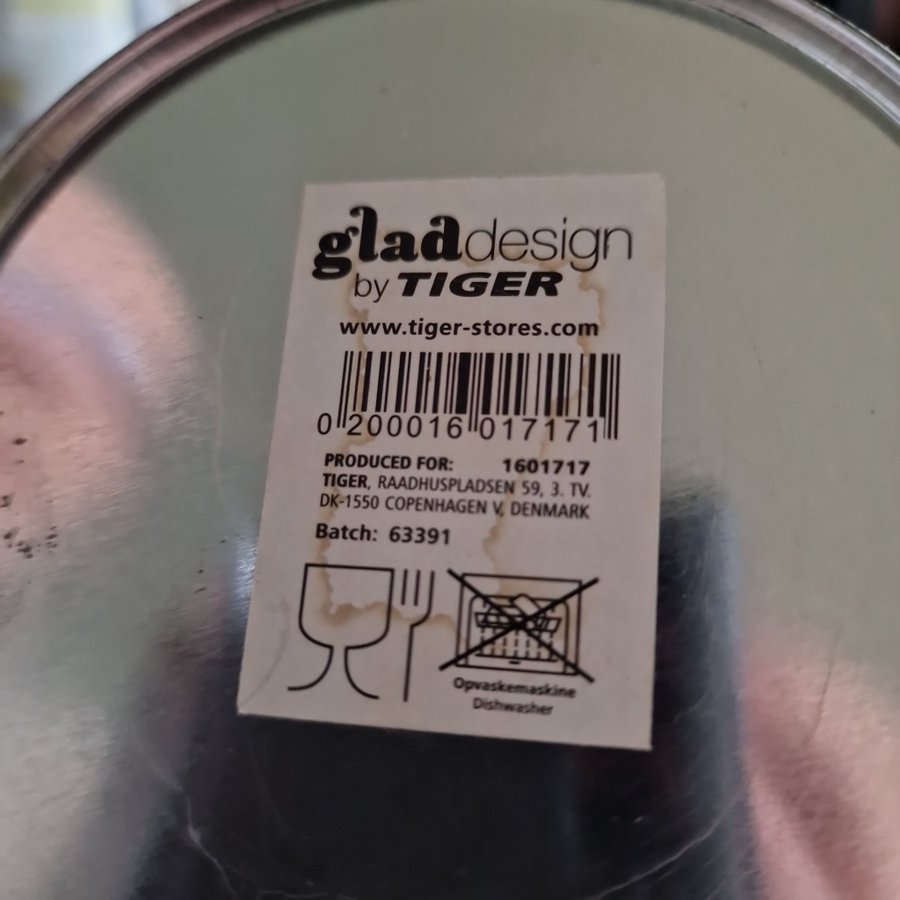 gladdesign
by TIGER
www.tiger-stores.com
0 200016 017171
PRODUCED FOR: 1601717
TIGER, RAADHUSPLADSEN 59, 3. TV.
DK-1550 COPENHAGEN V, DENMARK
Batch: 63391
Opvaskemaskine
Dishwasher